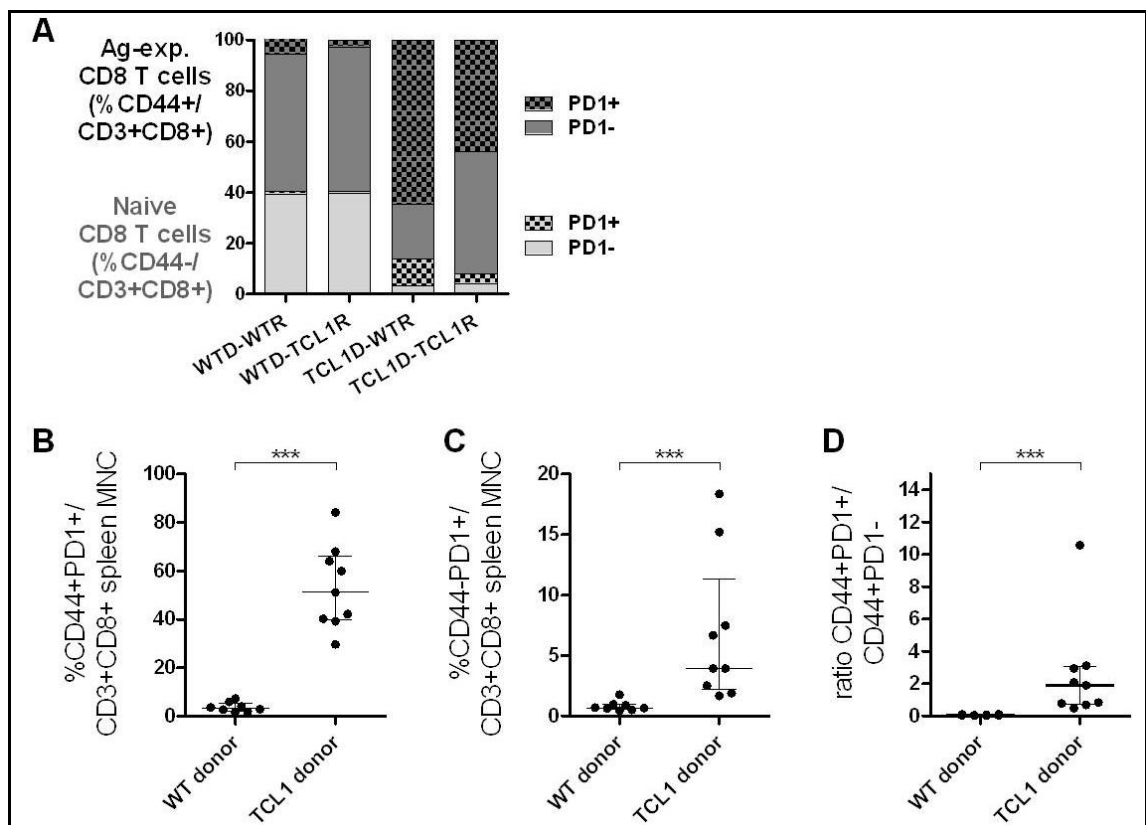 A
Ag-exp.
CD8 T cells
(%CD44+/
CD3+CD8+)
Naive
CD8 T cells
(%CD44-/
CD3+CD8+)
100
80
60
40
20
0
WTD-WTR
WTD-TCL1R
TCL1D-WTR
TCL1D-TCL1R
PD1+
PD1-
PD1+
PD1-
B
%CD44+PD1+/
CD3+CD8+ spleen MNC
100
80
60
40
20
0
***
WT donor
TCL1 donor
C
%CD44-PD1+/
CD3+CD8+ spleen MNC
20
15
10
5
0
***
WT donor
TCL1 donor
D
ratio CD44+PD1+/
CD44+PD1-
14
12
10
8
6
4
2
0
***
WT donor
TCL1 donor